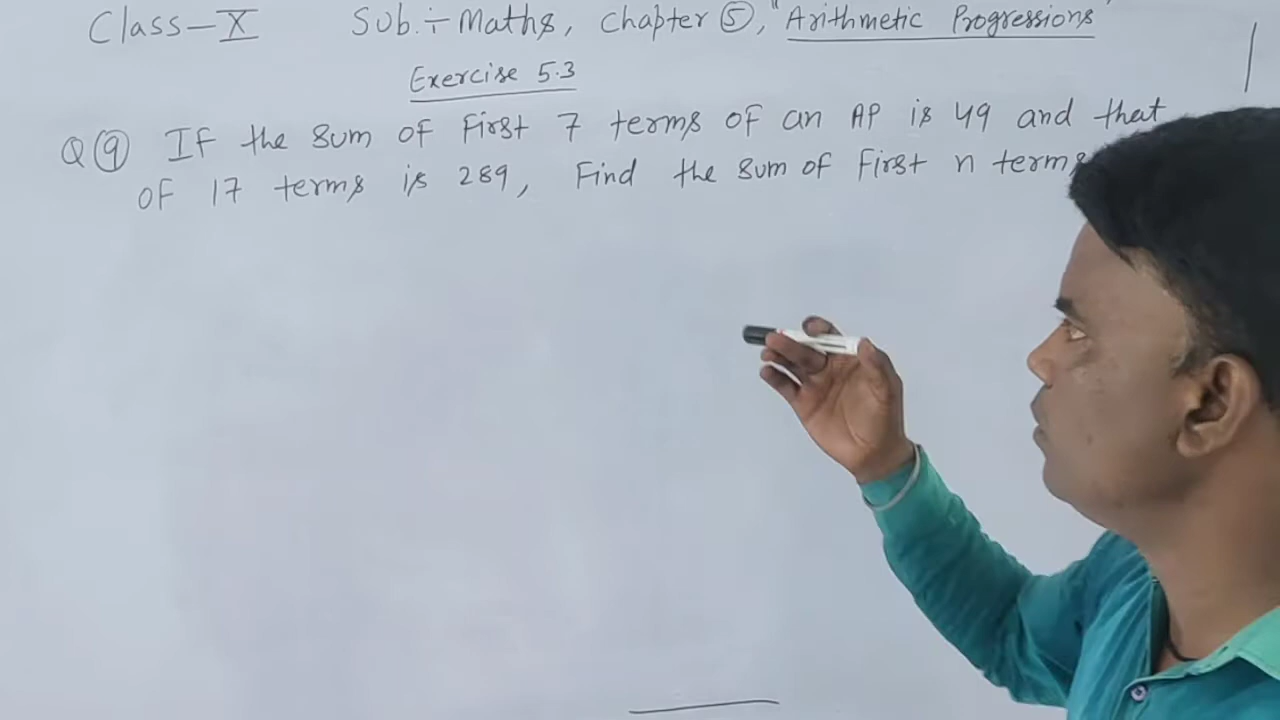 Class-X Sub.:- Maths, Chapter ⑤, "Arithmetic Progressions"
Exercise 5.3
Q⑨ If the sum of first 7 terms of an AP is 49 and that
of 17 terms is 289, Find the sum of first n terms